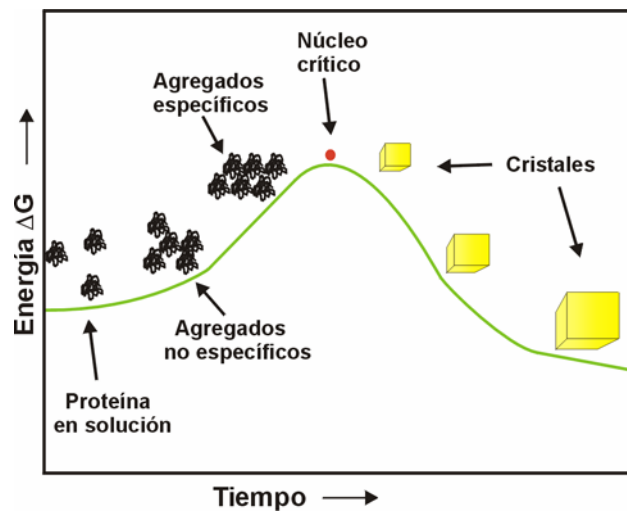 Núcleo
crítico
Agregados
específicos
Cristales
Energía ΔG
Agregados
no específicos
Proteína
en solución
Tiempo